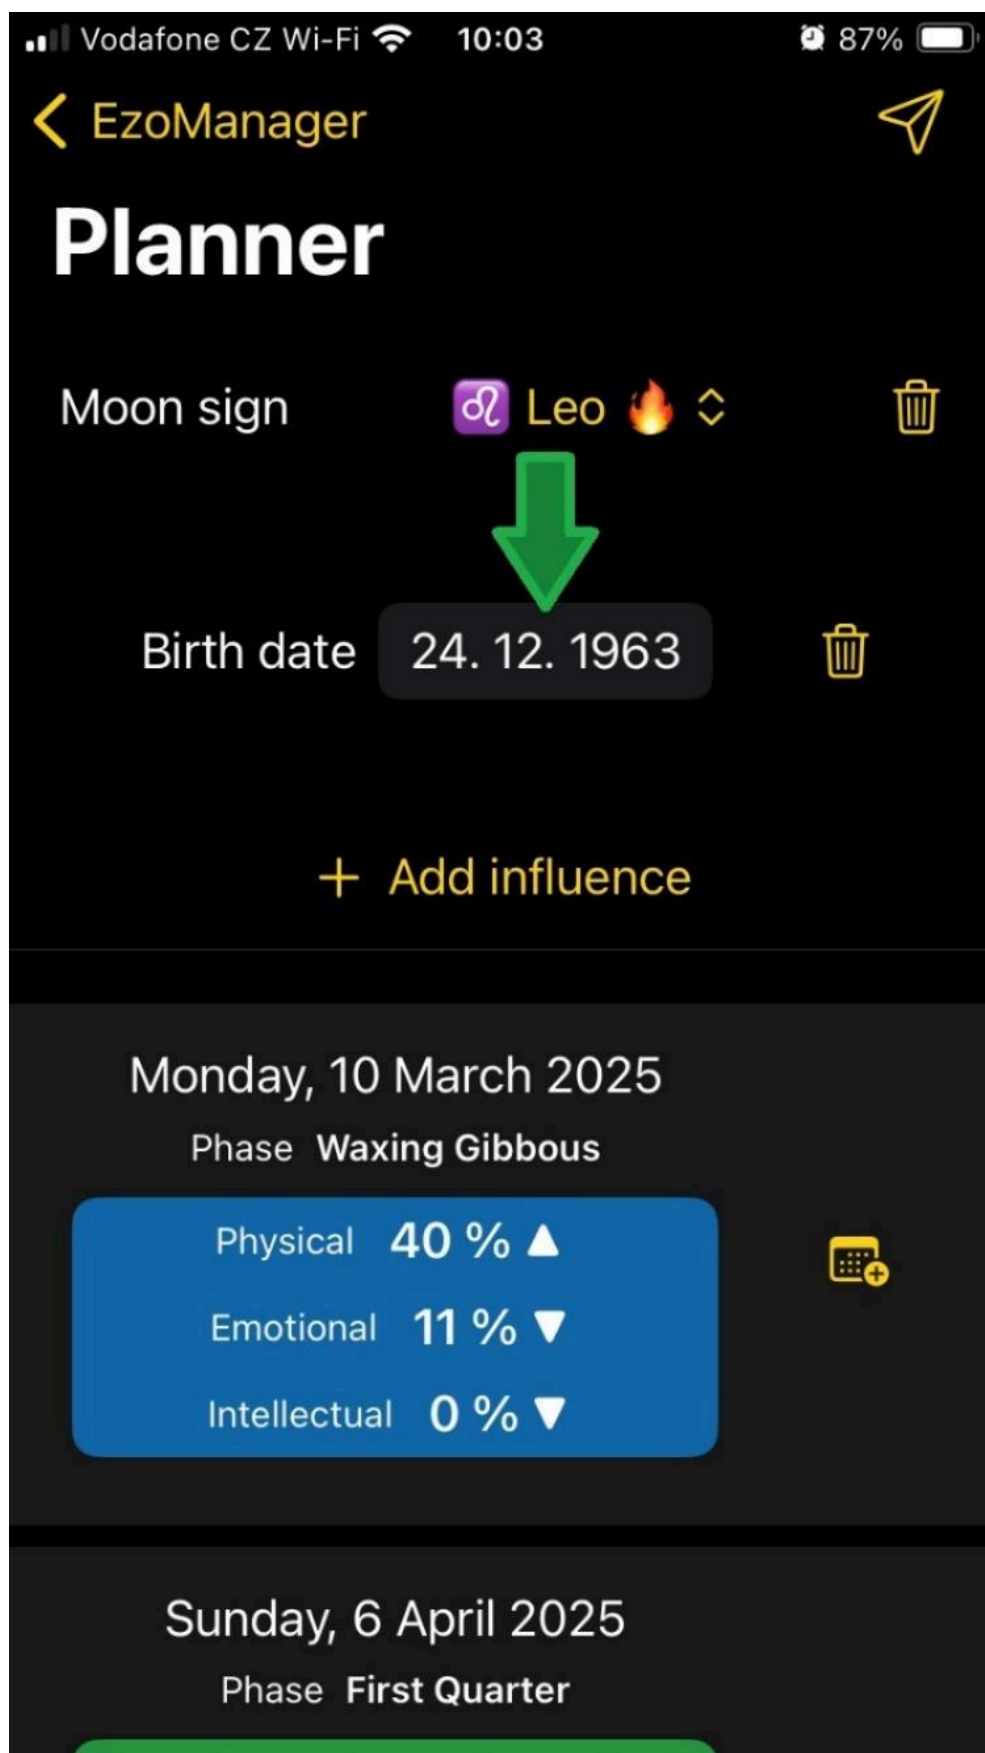 Vodafone CZ Wi-Fi 10:03 87%
EzoManager
Planner
Moon sign Leo
Birth date 24. 12. 1963
+ Add influence
Monday, 10 March 2025
Phase Waxing Gibbous
Physical 40 % ▲
Emotional 11 % ▼
Intellectual 0 % ▼
Sunday, 6 April 2025
Phase First Quarter